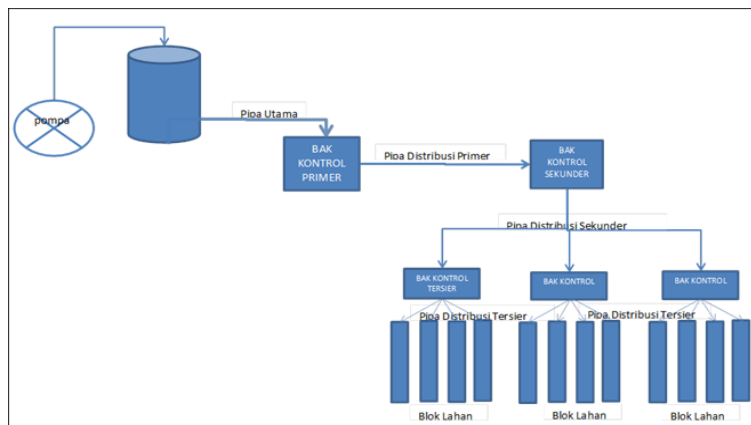 pompa
Pipa Utama
BAK
KONTROL
PRIMER
Pipa Distribusi Primer
BAK
KONTROL
SEKUNDER
Pipa Distribusi Sekunder
BAK KONTROL
TERSIER
BAK KONTROL
BAK KONTROL
Pipa Distribusi Tersier
Pipa Distribusi Tersier
Blok Lahan
Blok Lahan
Blok Lahan